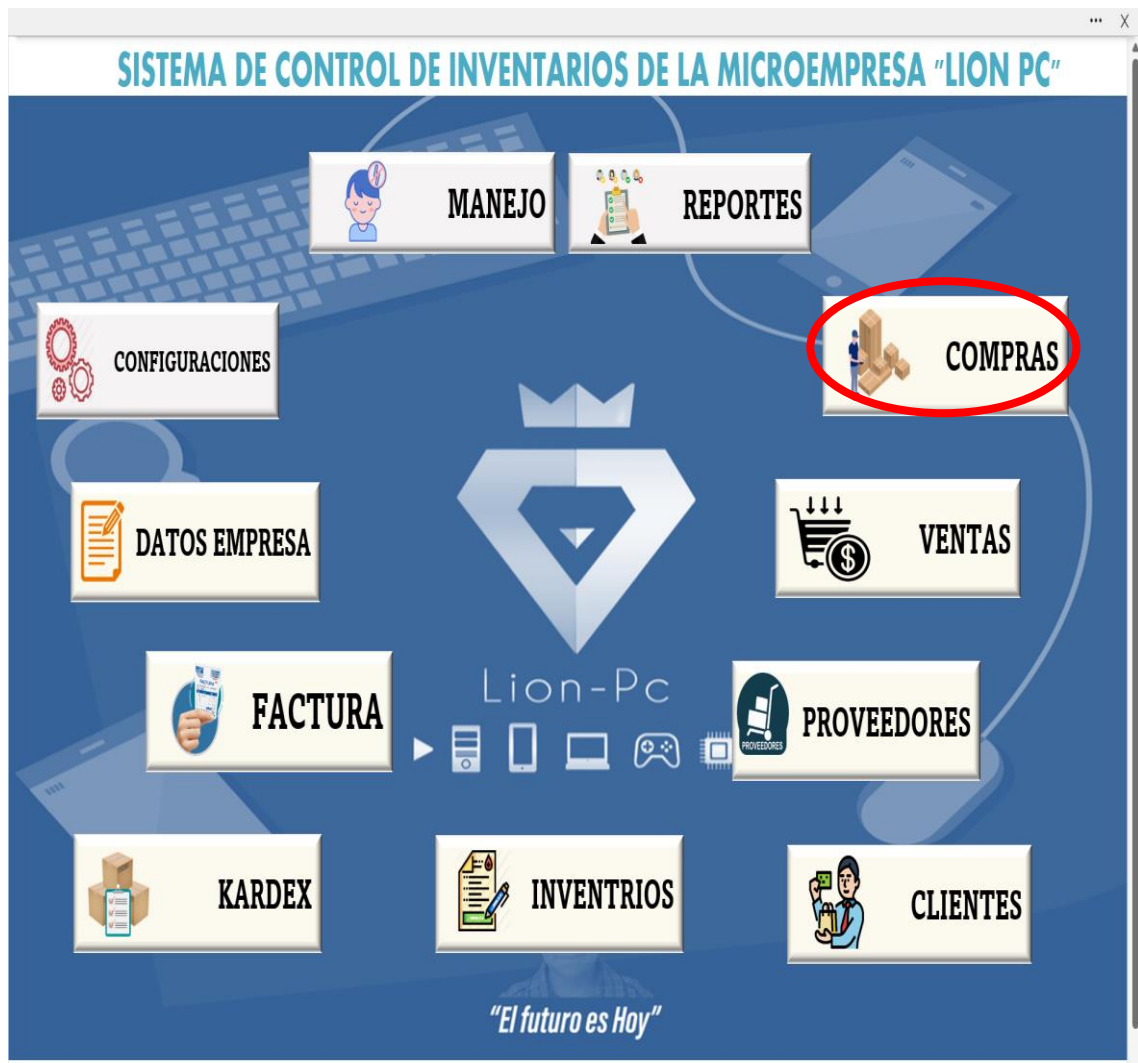 SISTEMA DE CONTROL DE INVENTARIOS DE LA MICROEMPRESA "LION PC"
MANEJO
REPORTES
CONFIGURACIONES
COMPRAS
DATOS EMPRESA
VENTAS
FACTURA
Lion-Pc
PROVEEDORES
PROVEEDORES
KARDEX
INVENTRIOS
CLIENTES
"El futuro es Hoy"